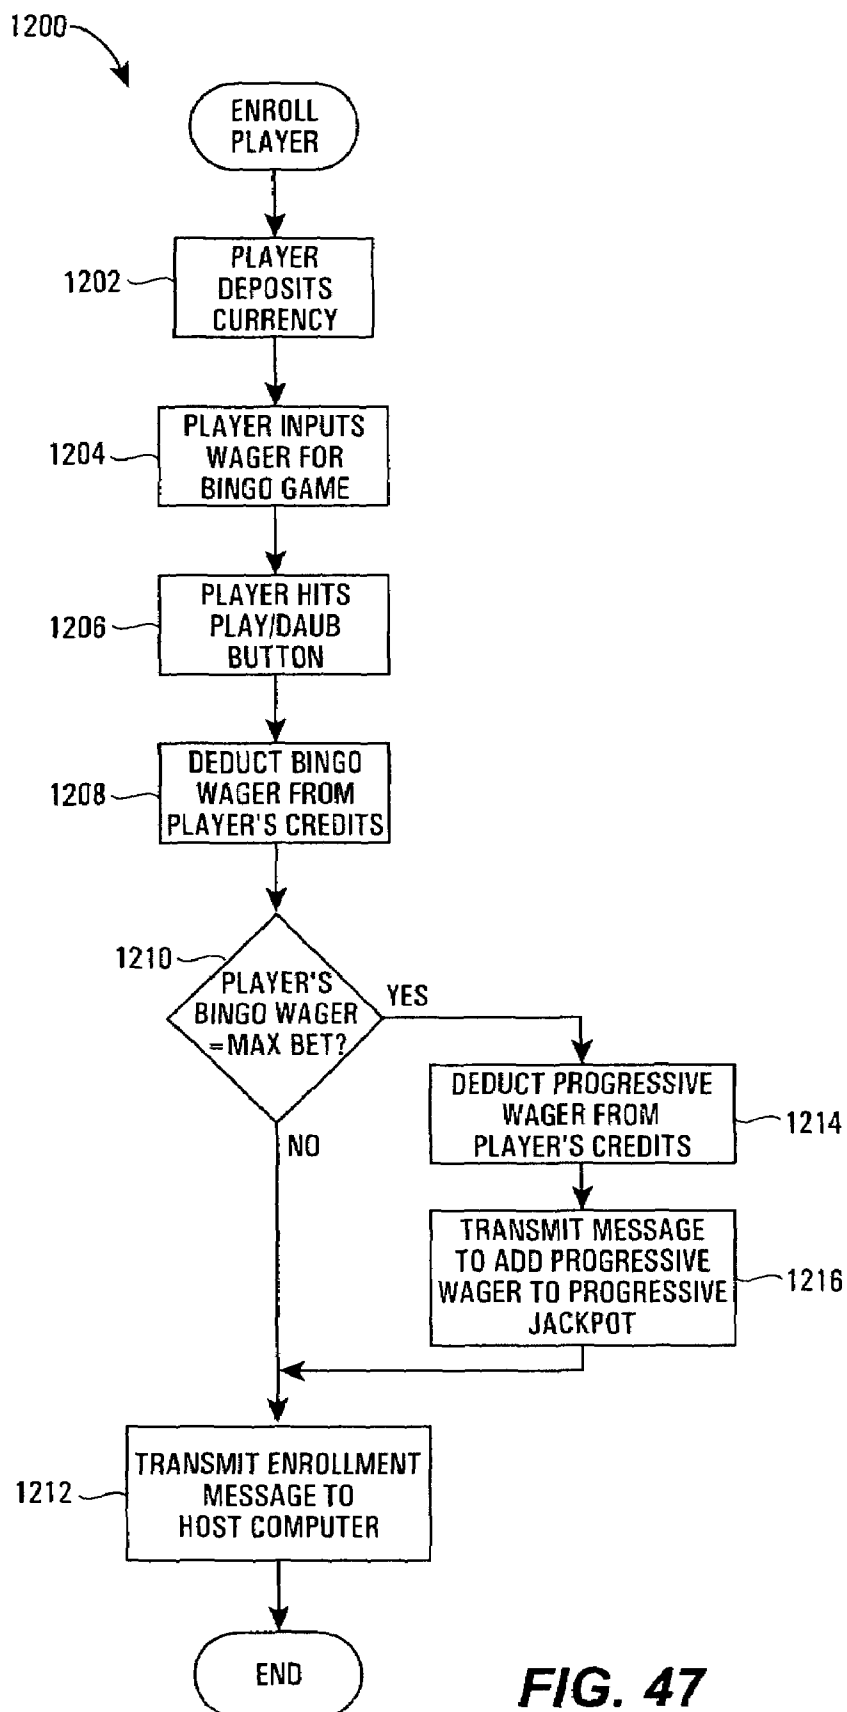 1200
ENROLL
PLAYER
1202
PLAYER
DEPOSITS
CURRENCY
1204
PLAYER INPUTS
WAGER FOR
BINGO GAME
1206
PLAYER HITS
PLAY/DAUB
BUTTON
1208
DEDUCT BINGO
WAGER FROM
PLAYER'S CREDITS
1210
PLAYER'S
BINGO WAGER
=MAX BET?
YES
NO
DEDUCT PROGRESSIVE
WAGER FROM
PLAYER'S CREDITS
1214
TRANSMIT MESSAGE
TO ADD PROGRESSIVE
WAGER TO PROGRESSIVE
JACKPOT
1216
1212
TRANSMIT ENROLLMENT
MESSAGE TO
HOST COMPUTER
END
FIG. 47